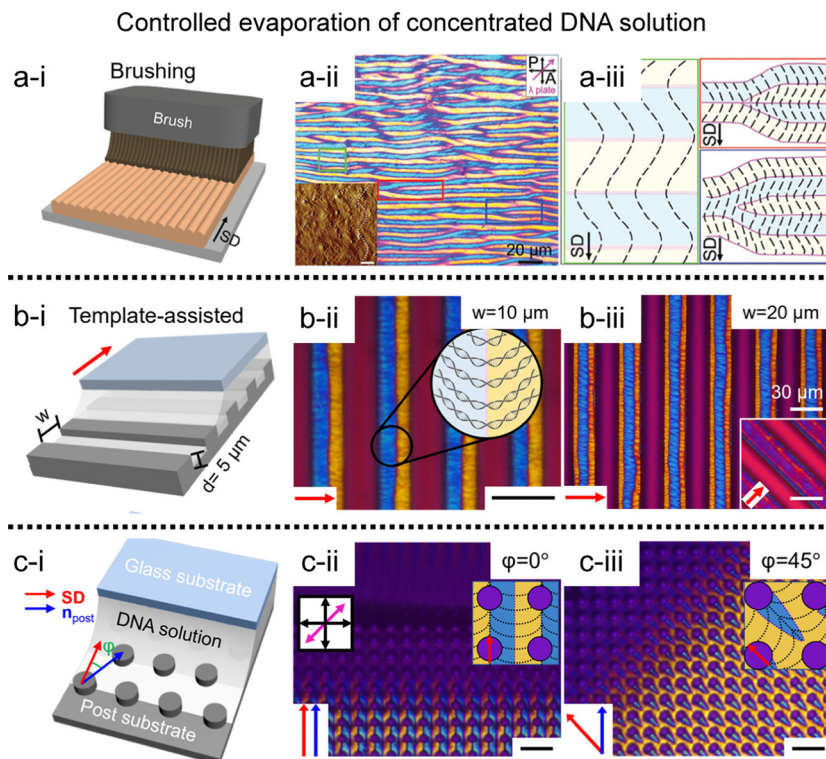 Controlled evaporation of concentrated DNA solution
a-i
Brushing
Brush
SD
a-ii
P
A
λ plate
20 μm
a-iii
SD
SD
SD
b-i
Template-assisted
w
d= 5 μm
b-ii
w=10 μm
b-iii
w=20 μm
30 μm
c-i
Glass substrate
SD
n_post
DNA solution
φ
Post substrate
c-ii
φ=0°
c-iii
φ=45°